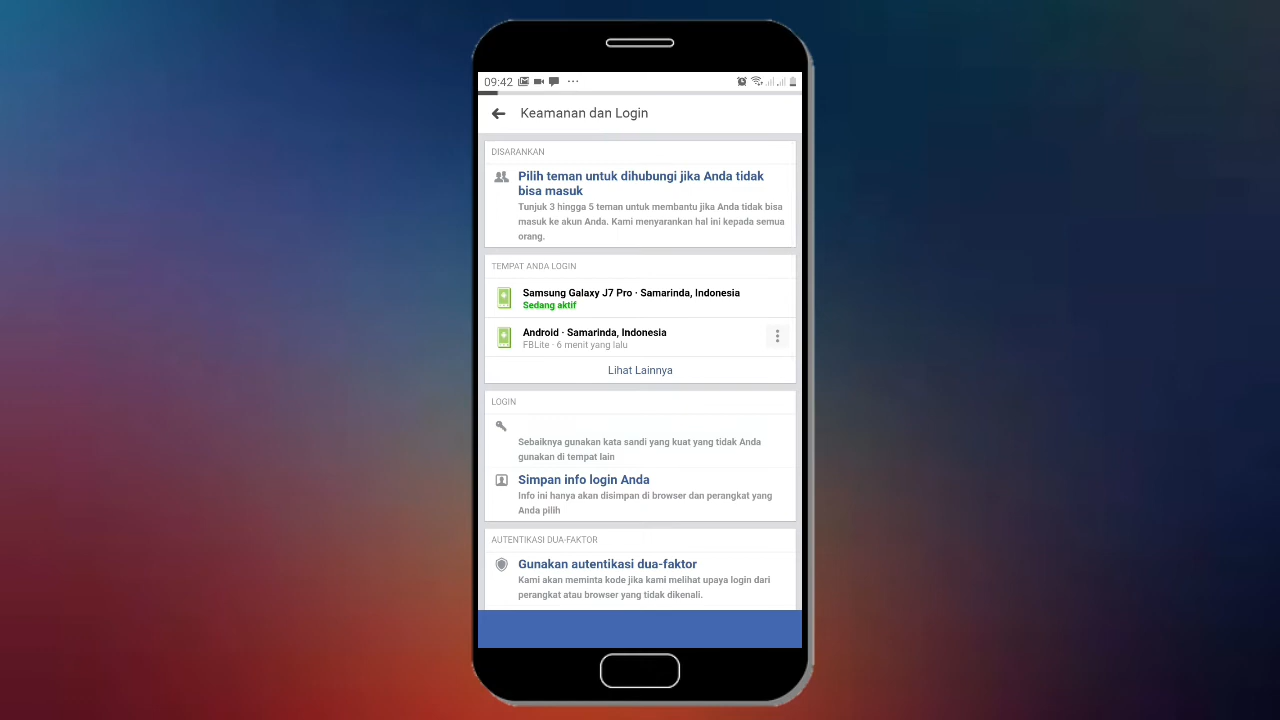 09:42
Keamanan dan Login
DISARANKAN
Pilih teman untuk dihubungi jika Anda tidak
bisa masuk
Tunjuk 3 hingga 5 teman untuk membantu jika Anda tidak bisa
masuk ke akun Anda. Kami menyarankan hal ini kepada semua
orang.
TEMPAT ANDA LOGIN
Samsung Galaxy J7 Pro · Samarinda, Indonesia
Sedang aktif
Android · Samarinda, Indonesia
FBLite · 6 menit yang lalu
Lihat Lainnya
LOGIN
Sebaiknya gunakan kata sandi yang kuat yang tidak Anda
gunakan di tempat lain
Simpan info login Anda
Info ini hanya akan disimpan di browser dan perangkat yang
Anda pilih
AUTENTIKASI DUA-FAKTOR
Gunakan autentikasi dua-faktor
Kami akan meminta kode jika kami melihat upaya login dari
perangkat atau browser yang tidak dikenali.